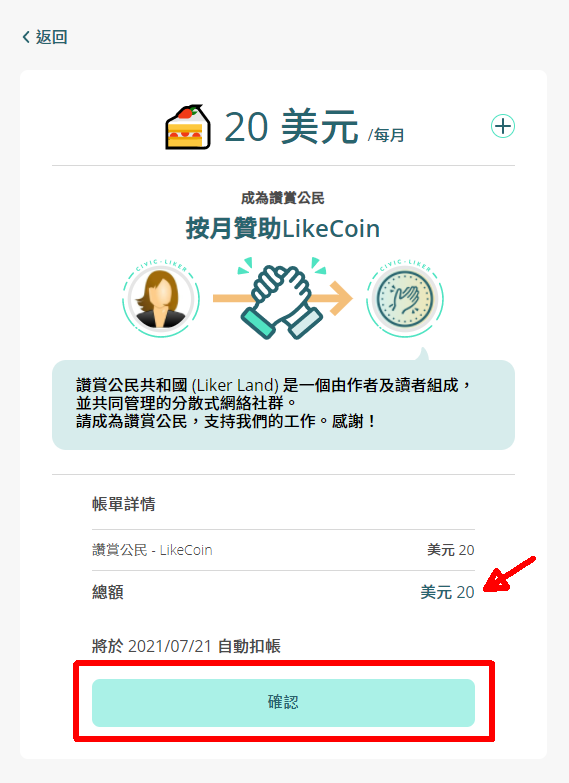 返回
20 美元 /每月
成為讚賞公民
按月贊助LikeCoin
CIVIC LIKER
CIVIC LIKER
讚賞公民共和國 (Liker Land) 是一個由作者及讀者組成，
並共同管理的分散式網絡社群。
請成為讚賞公民，支持我們的工作。感謝！
帳單詳情
讚賞公民 - LikeCoin 美元 20
總額 美元 20
將於 2021/07/21 自動扣帳
確認